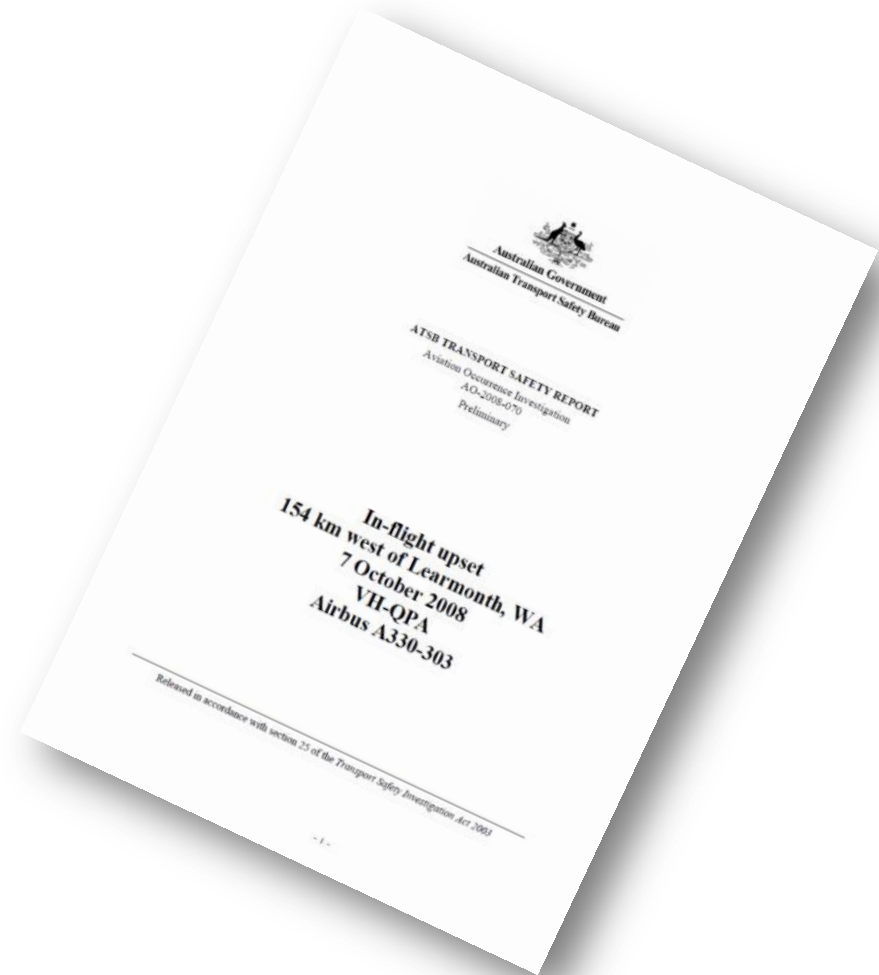 Australian Government
Australian Transport Safety Bureau
ATSB TRANSPORT SAFETY REPORT
Aviation Occurrence Investigation
AO-2008-070
Preliminary
In-flight upset
154 km west of Learmonth, WA
7 October 2008
VH-QPA
Airbus A330-303
Released in accordance with section 25 of the Transport Safety Investigation Act 2003
- 1 -